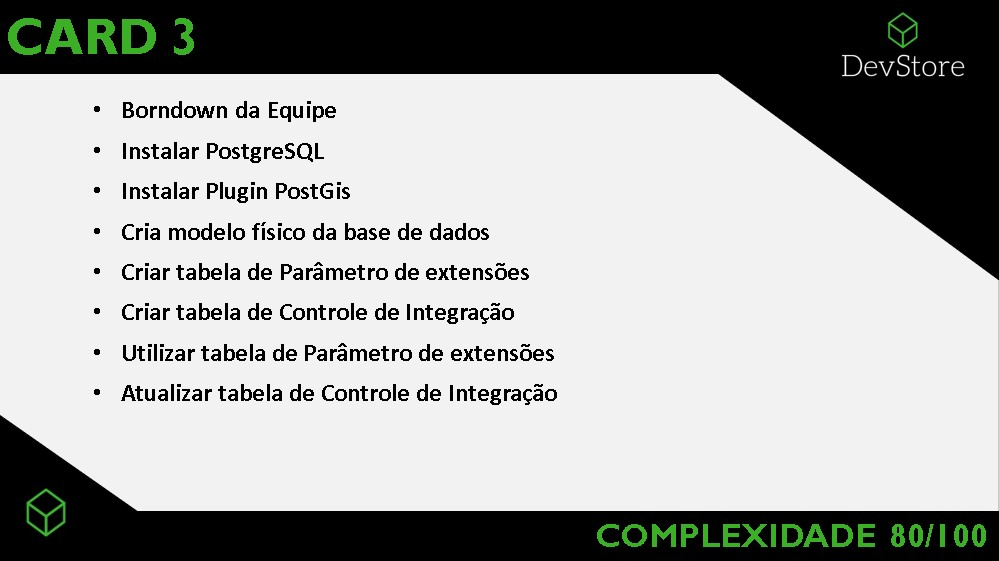 CARD 3
DevStore
• Borndown da Equipe
• Instalar PostgreSQL
• Instalar Plugin PostGis
• Cria modelo físico da base de dados
• Criar tabela de Parâmetro de extensões
• Criar tabela de Controle de Integração
• Utilizar tabela de Parâmetro de extensões
• Atualizar tabela de Controle de Integração
COMPLEXIDADE 80/100